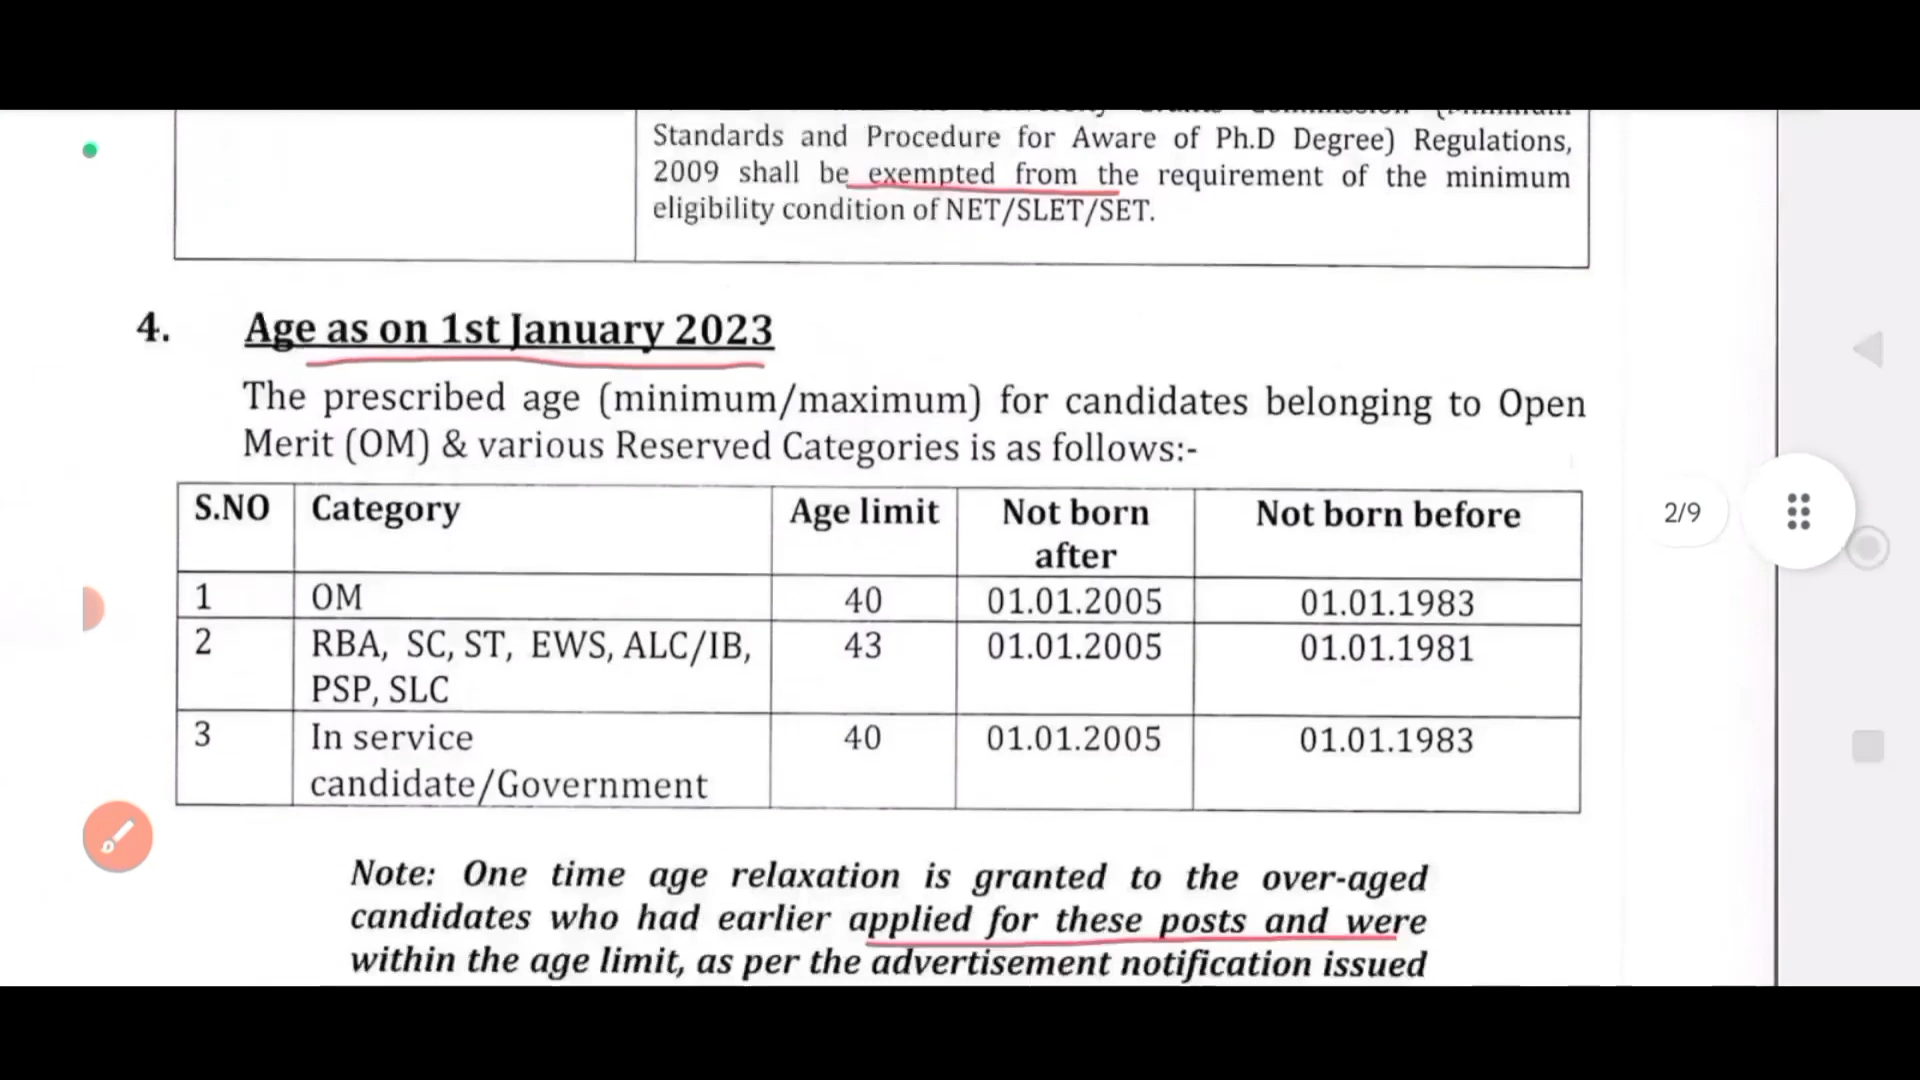 Standards and Procedure for Aware of Ph.D Degree) Regulations,
2009 shall be exempted from the requirement of the minimum
eligibility condition of NET/SLET/SET.
4. Age as on 1st January 2023
The prescribed age (minimum/maximum) for candidates belonging to Open
Merit (OM) & various Reserved Categories is as follows:-
S.NO Category Age limit Not born after Not born before
1 OM 40 01.01.2005 01.01.1983
2 RBA, SC, ST, EWS, ALC/IB, PSP, SLC 43 01.01.2005 01.01.1981
3 In service candidate/Government 40 01.01.2005 01.01.1983
2/9
Note: One time age relaxation is granted to the over-aged
candidates who had earlier applied for these posts and were
within the age limit, as per the advertisement notification issued